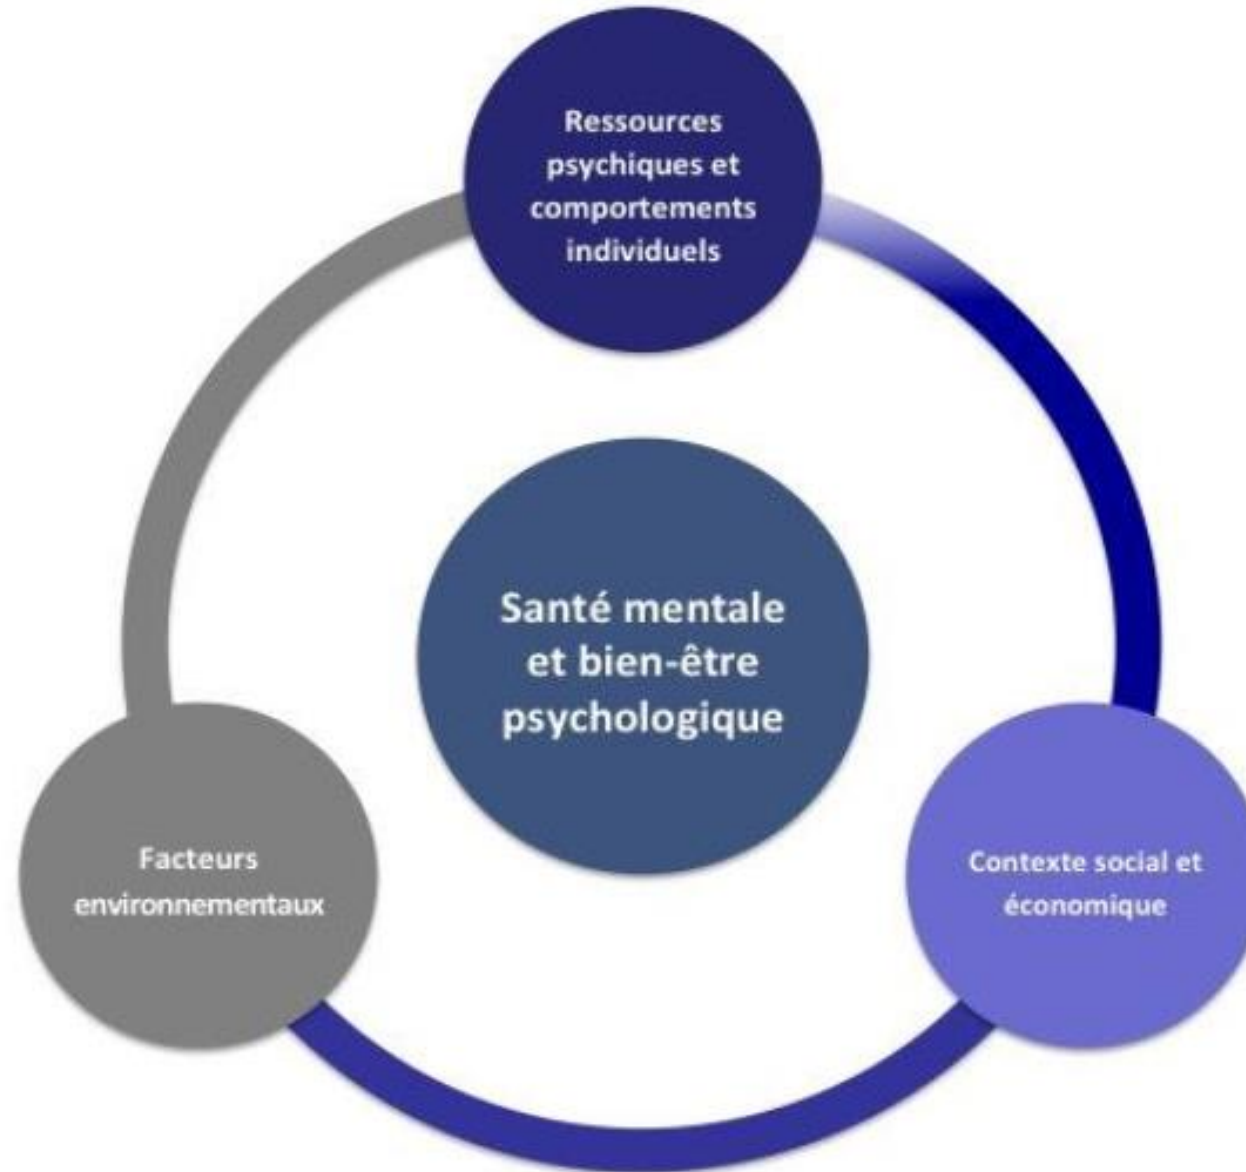 Ressources
psychiques et
comportements
individuels
Santé mentale
et bien-être
psychologique
Facteurs
environnementaux
Contexte social et
économique